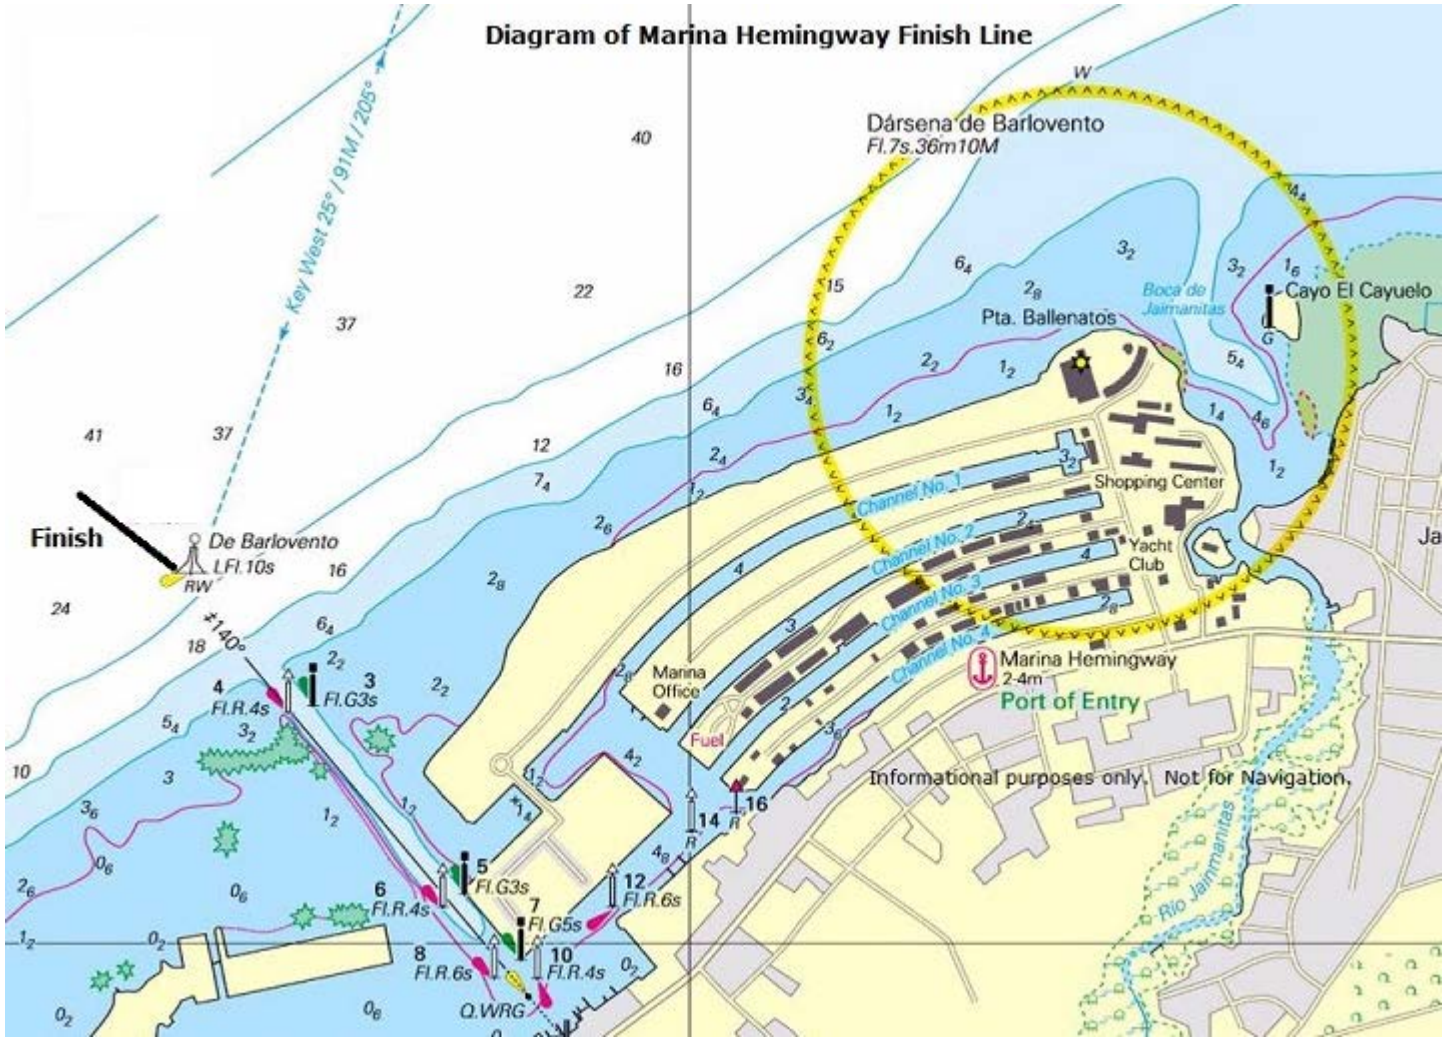 Diagram of Marina Hemingway Finish Line
W
Key West 25° / 91M / 205°
40
Dársena de Barlovento
Fl.7s.36m10M
4₄
3₂
3₂
1₆
6₄
2₈
15
22
37
Boca de
Jaimanitas
Cayo El Cayuelo
G
Pta. Ballenatos
6₂
2₂
1₂
5₄
16
3₄
6₄
1₂
1₄
4₆
41
37
12
2₄
3₂
1₂
7₄
1₂
Channel No. 1
Shopping Center
2₆
Channel No. 2
2₄
4
Finish
De Barlovento
LFl.10s
RW
16
2₈
4
Yacht
Club
Ja
24
Channel No. 3
2₈
‡140°
18
6₄
3
Channel No. 4
2₂
2₈
Marina
Office
Marina Hemingway
2-4m
Port of Entry
4
Fl.R.4s
3
Fl.G3s
2₂
2
3₆
Fuel
5₄
3₂
4₂
10
3
1₂
Informational purposes only. Not for Navigation.
3₆
1₂
1₂
1₄
14
R
16
R
0₆
4₈
2₆
0₆
6
Fl.R.4s
5
Fl.G3s
12
Fl.R.6s
Río Jaimanitas
1₂
0₂
7
Fl.G5s
8
Fl.R.6s
10
Fl.R.4s
0₂
0₂
0₂
0₆
Q.WRG
0